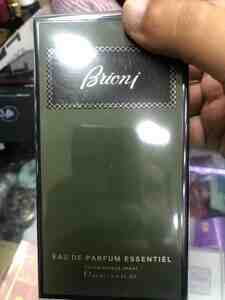 Brioni
EAU DE PARFUM ESSENTIEL